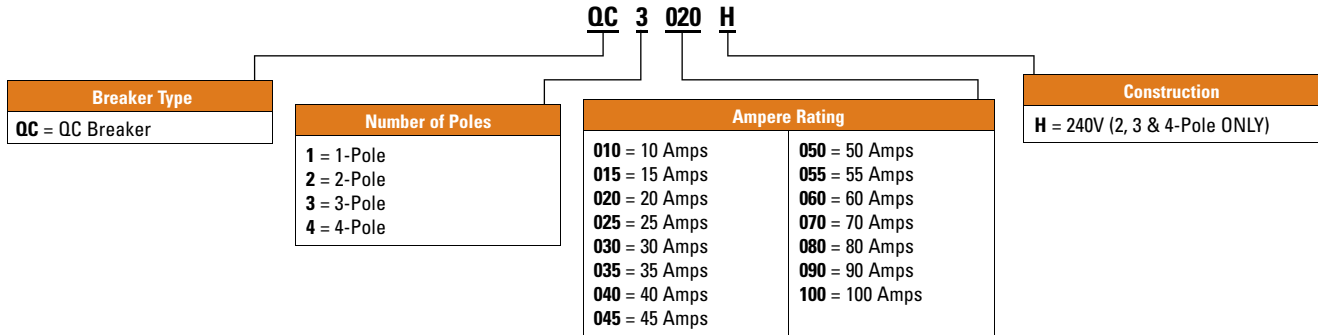 QC 3 020 H
Breaker Type
QC = QC Breaker
Number of Poles
1 = 1-Pole
2 = 2-Pole
3 = 3-Pole
4 = 4-Pole
Ampere Rating
010 = 10 Amps
015 = 15 Amps
020 = 20 Amps
025 = 25 Amps
030 = 30 Amps
035 = 35 Amps
040 = 40 Amps
045 = 45 Amps
050 = 50 Amps
055 = 55 Amps
060 = 60 Amps
070 = 70 Amps
080 = 80 Amps
090 = 90 Amps
100 = 100 Amps
Construction
H = 240V (2, 3 & 4-Pole ONLY)